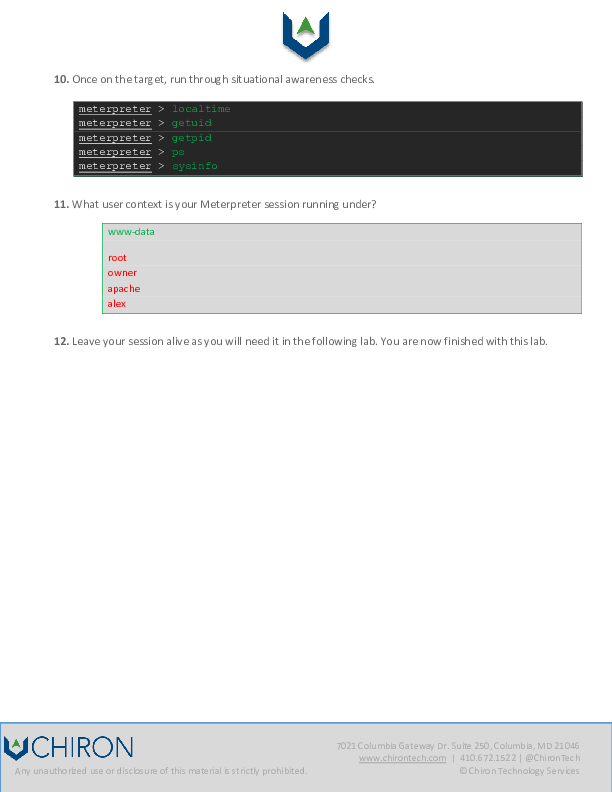 10. Once on the target, run through situational awareness checks.
meterpreter > localtime
meterpreter > getuid
meterpreter > getpid
meterpreter > ps
meterpreter > sysinfo
11. What user context is your Meterpreter session running under?
www-data
root
owner
apache
alex
12. Leave your session alive as you will need it in the following lab. You are now finished with this lab.
CHIRON
7021 Columbia Gateway Dr. Suite 250, Columbia, MD 21046
www.chirontech.com | 410.672.1522 | @ChironTech
Any unauthorized use or disclosure of this material is strictly prohibited.
© Chiron Technology Services